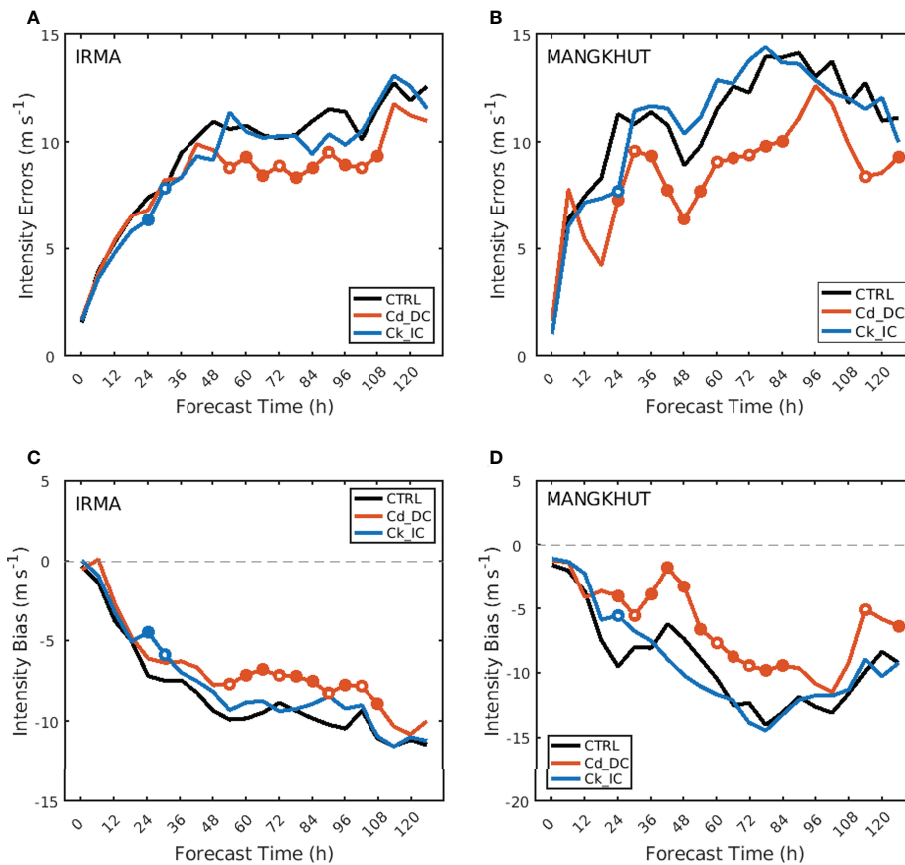 A
IRMA
15
10
5
0
Intensity Errors (m s⁻¹)
CTRL
Cd_DC
Ck_IC
0 12 24 36 48 60 72 84 96 108 120
Forecast Time (h)
B
MANGKHUT
15
10
5
0
Intensity Errors (m s⁻¹)
CTRL
Cd_DC
Ck_IC
0 12 24 36 48 60 72 84 96 108 120
Forecast Time (h)
C
IRMA
5
0
-5
-10
-15
Intensity Bias (m s⁻¹)
CTRL
Cd_DC
Ck_IC
0 12 24 36 48 60 72 84 96 108 120
Forecast Time (h)
D
MANGKHUT
5
0
-5
-10
-15
-20
Intensity Bias (m s⁻¹)
CTRL
Cd_DC
Ck_IC
0 12 24 36 48 60 72 84 96 108 120
Forecast Time (h)